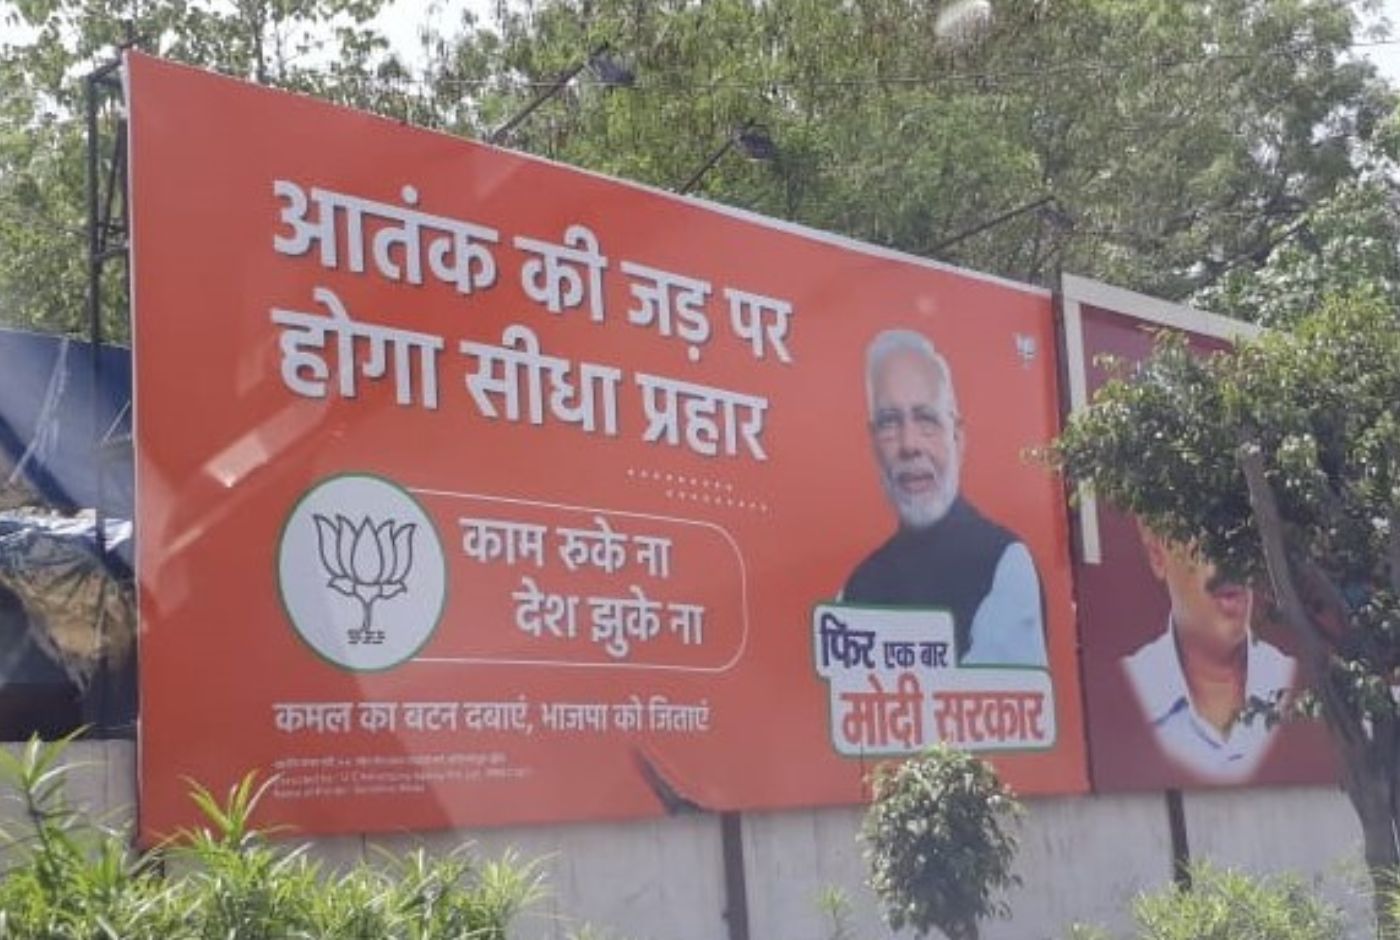 आतंक की जड़ पर
होगा सीधा प्रहार
काम रुके ना
देश झुके ना
कमल का बटन दबाएं, भाजपा को जिताएं
फिर एक बार
मोदी सरकार